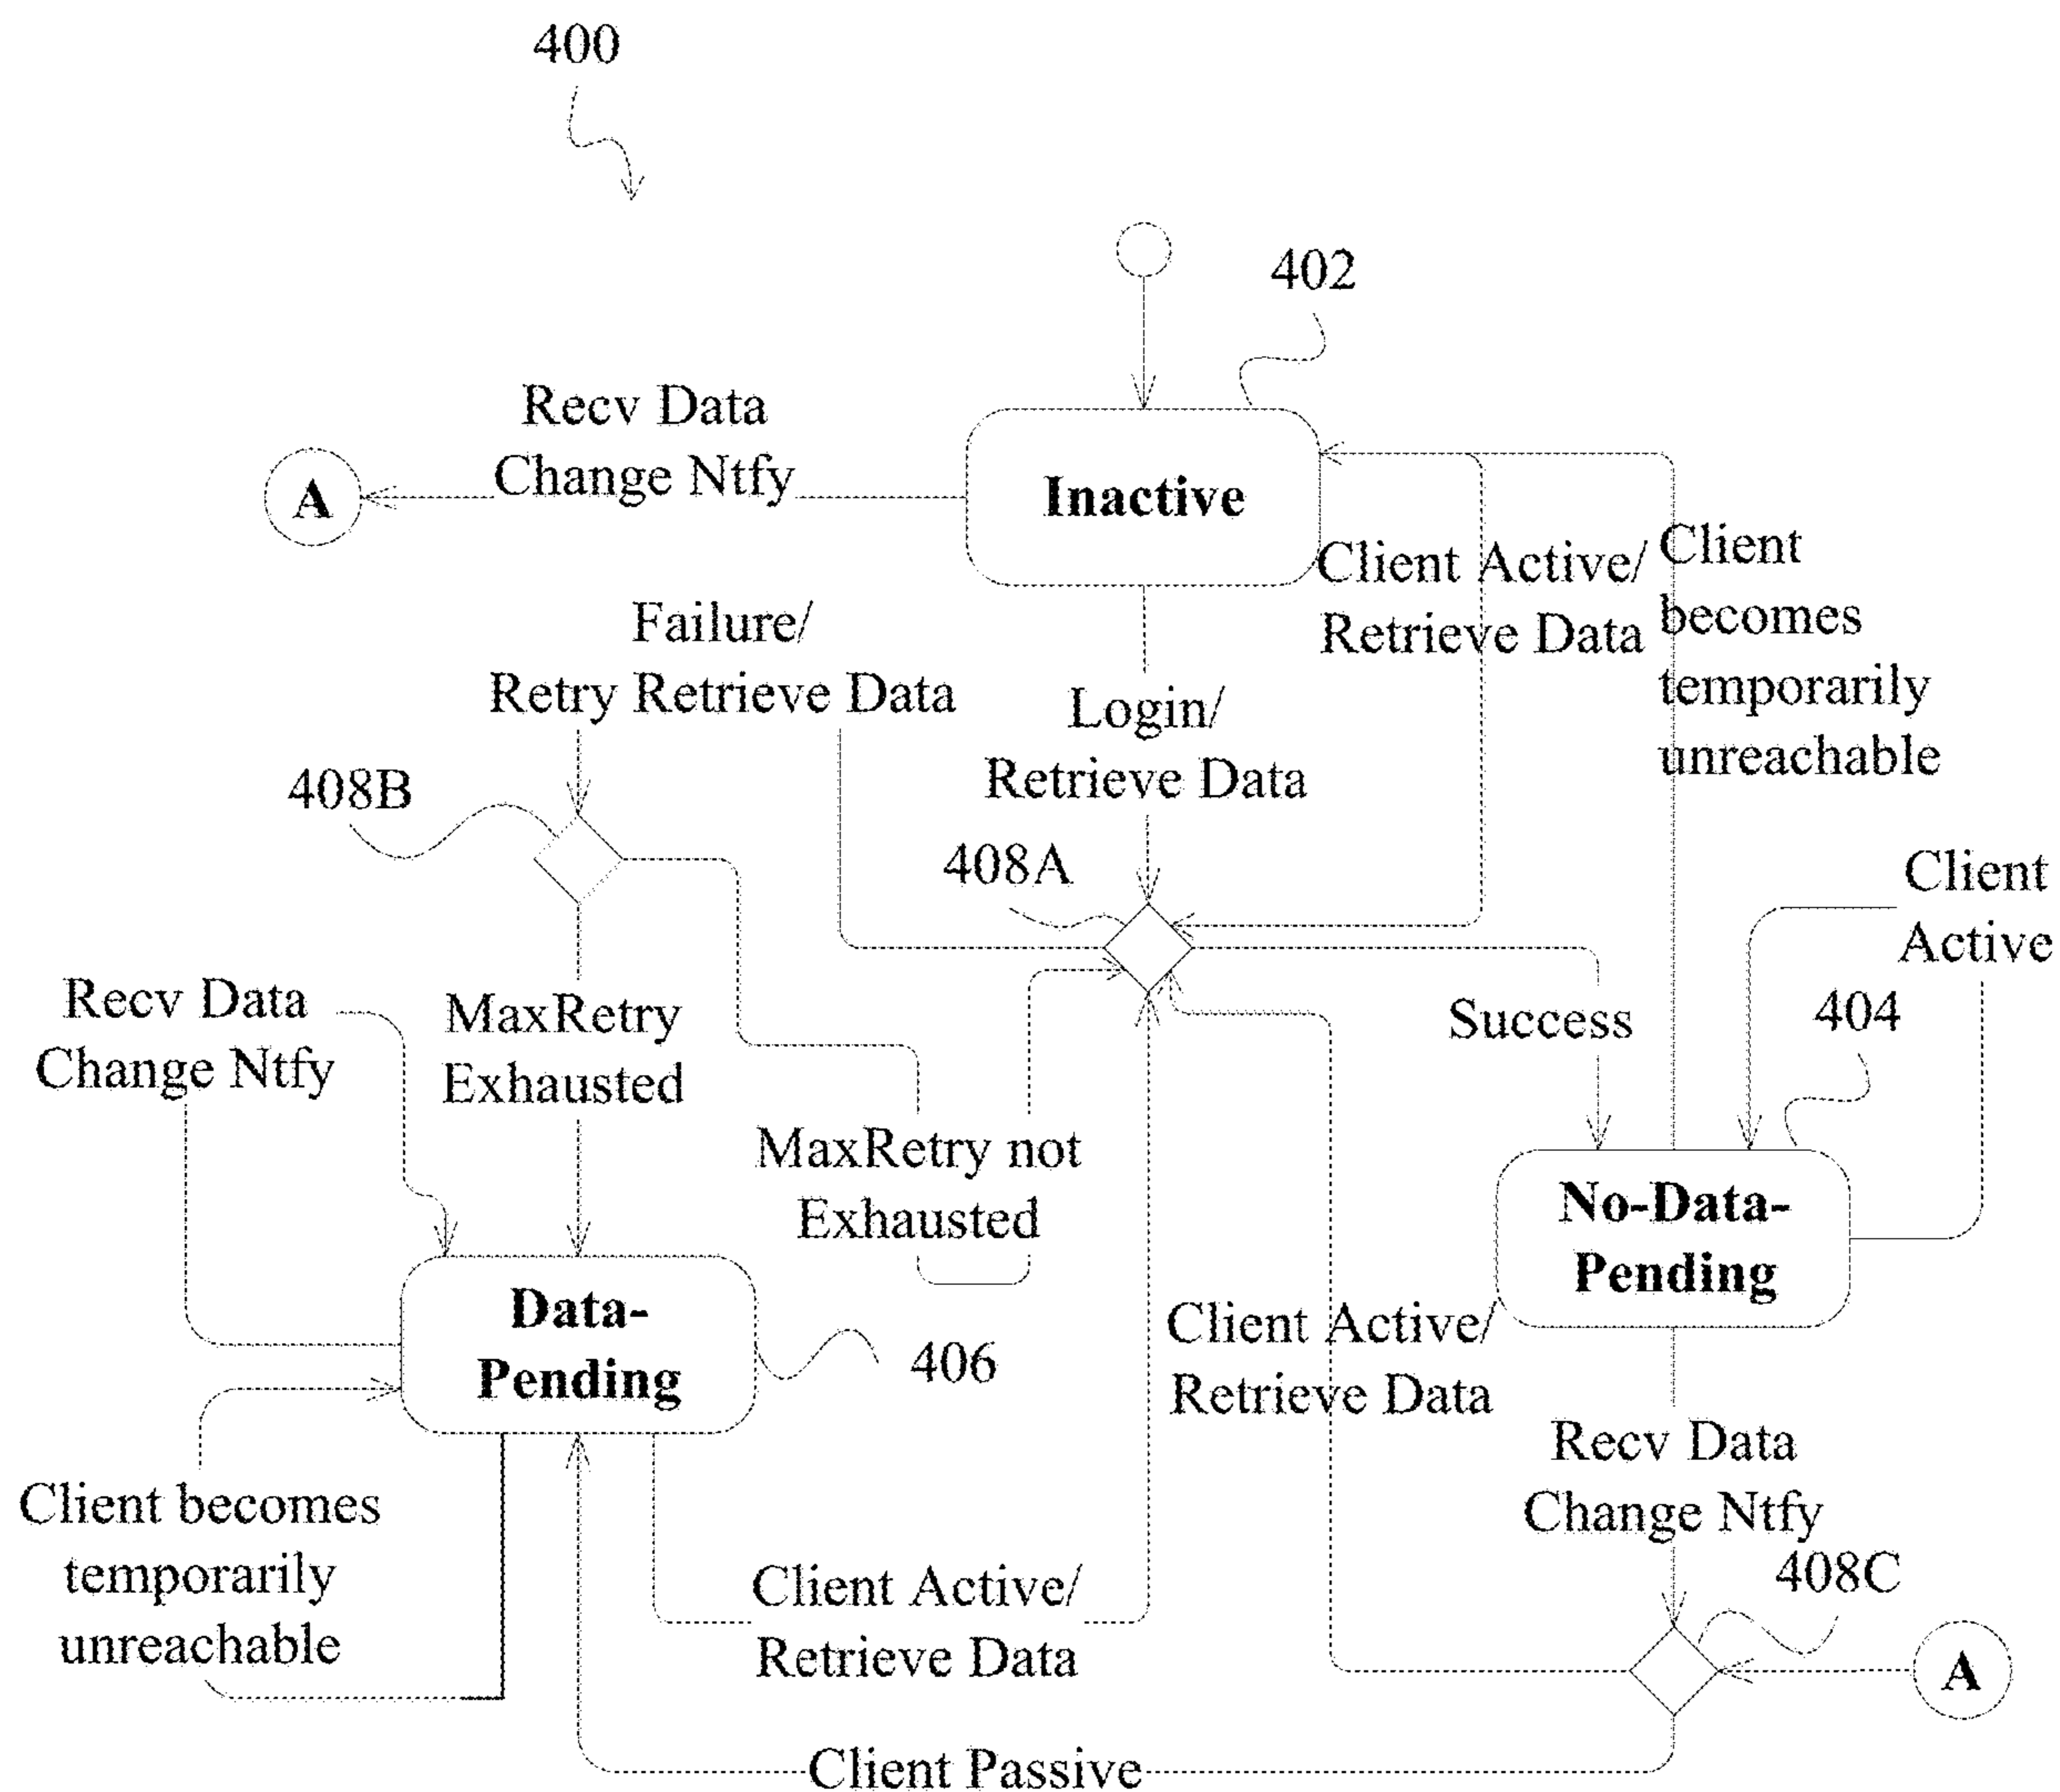 400
402
Recv Data
Change Ntfy
A
Inactive
Client Active/
Retrieve Data
Client
becomes
temporarily
unreachable
Failure/
Retry Retrieve Data
Login/
Retrieve Data
408B
408A
Client
Active
Recv Data
Change Ntfy
MaxRetry
Exhausted
Success
404
MaxRetry not
Exhausted
No-Data-
Pending
Data-
Pending
406
Client Active/
Retrieve Data
Recv Data
Change Ntfy
Client becomes
temporarily
unreachable
Client Active/
Retrieve Data
408C
A
Client Passive